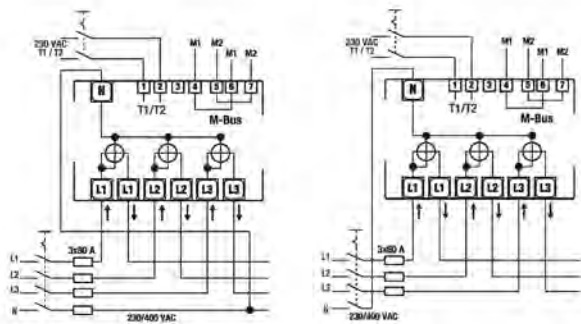 230 VAC
T1 / T2
M1
M2
M1
M2
N
1 2 3 4 5 6 7
T1/T2
M-Bus
L1 L1 L2 L2 L3 L3
3x80 A
L1
L2
L3
N
230/400 VAC
230 VAC
T1 / T2
M1
M2
M1
M2
N
1 2 3 4 5 6 7
T1/T2
M-Bus
L1 L1 L2 L2 L3 L3
3x80 A
L1
L2
L2
N
230/400 VAC